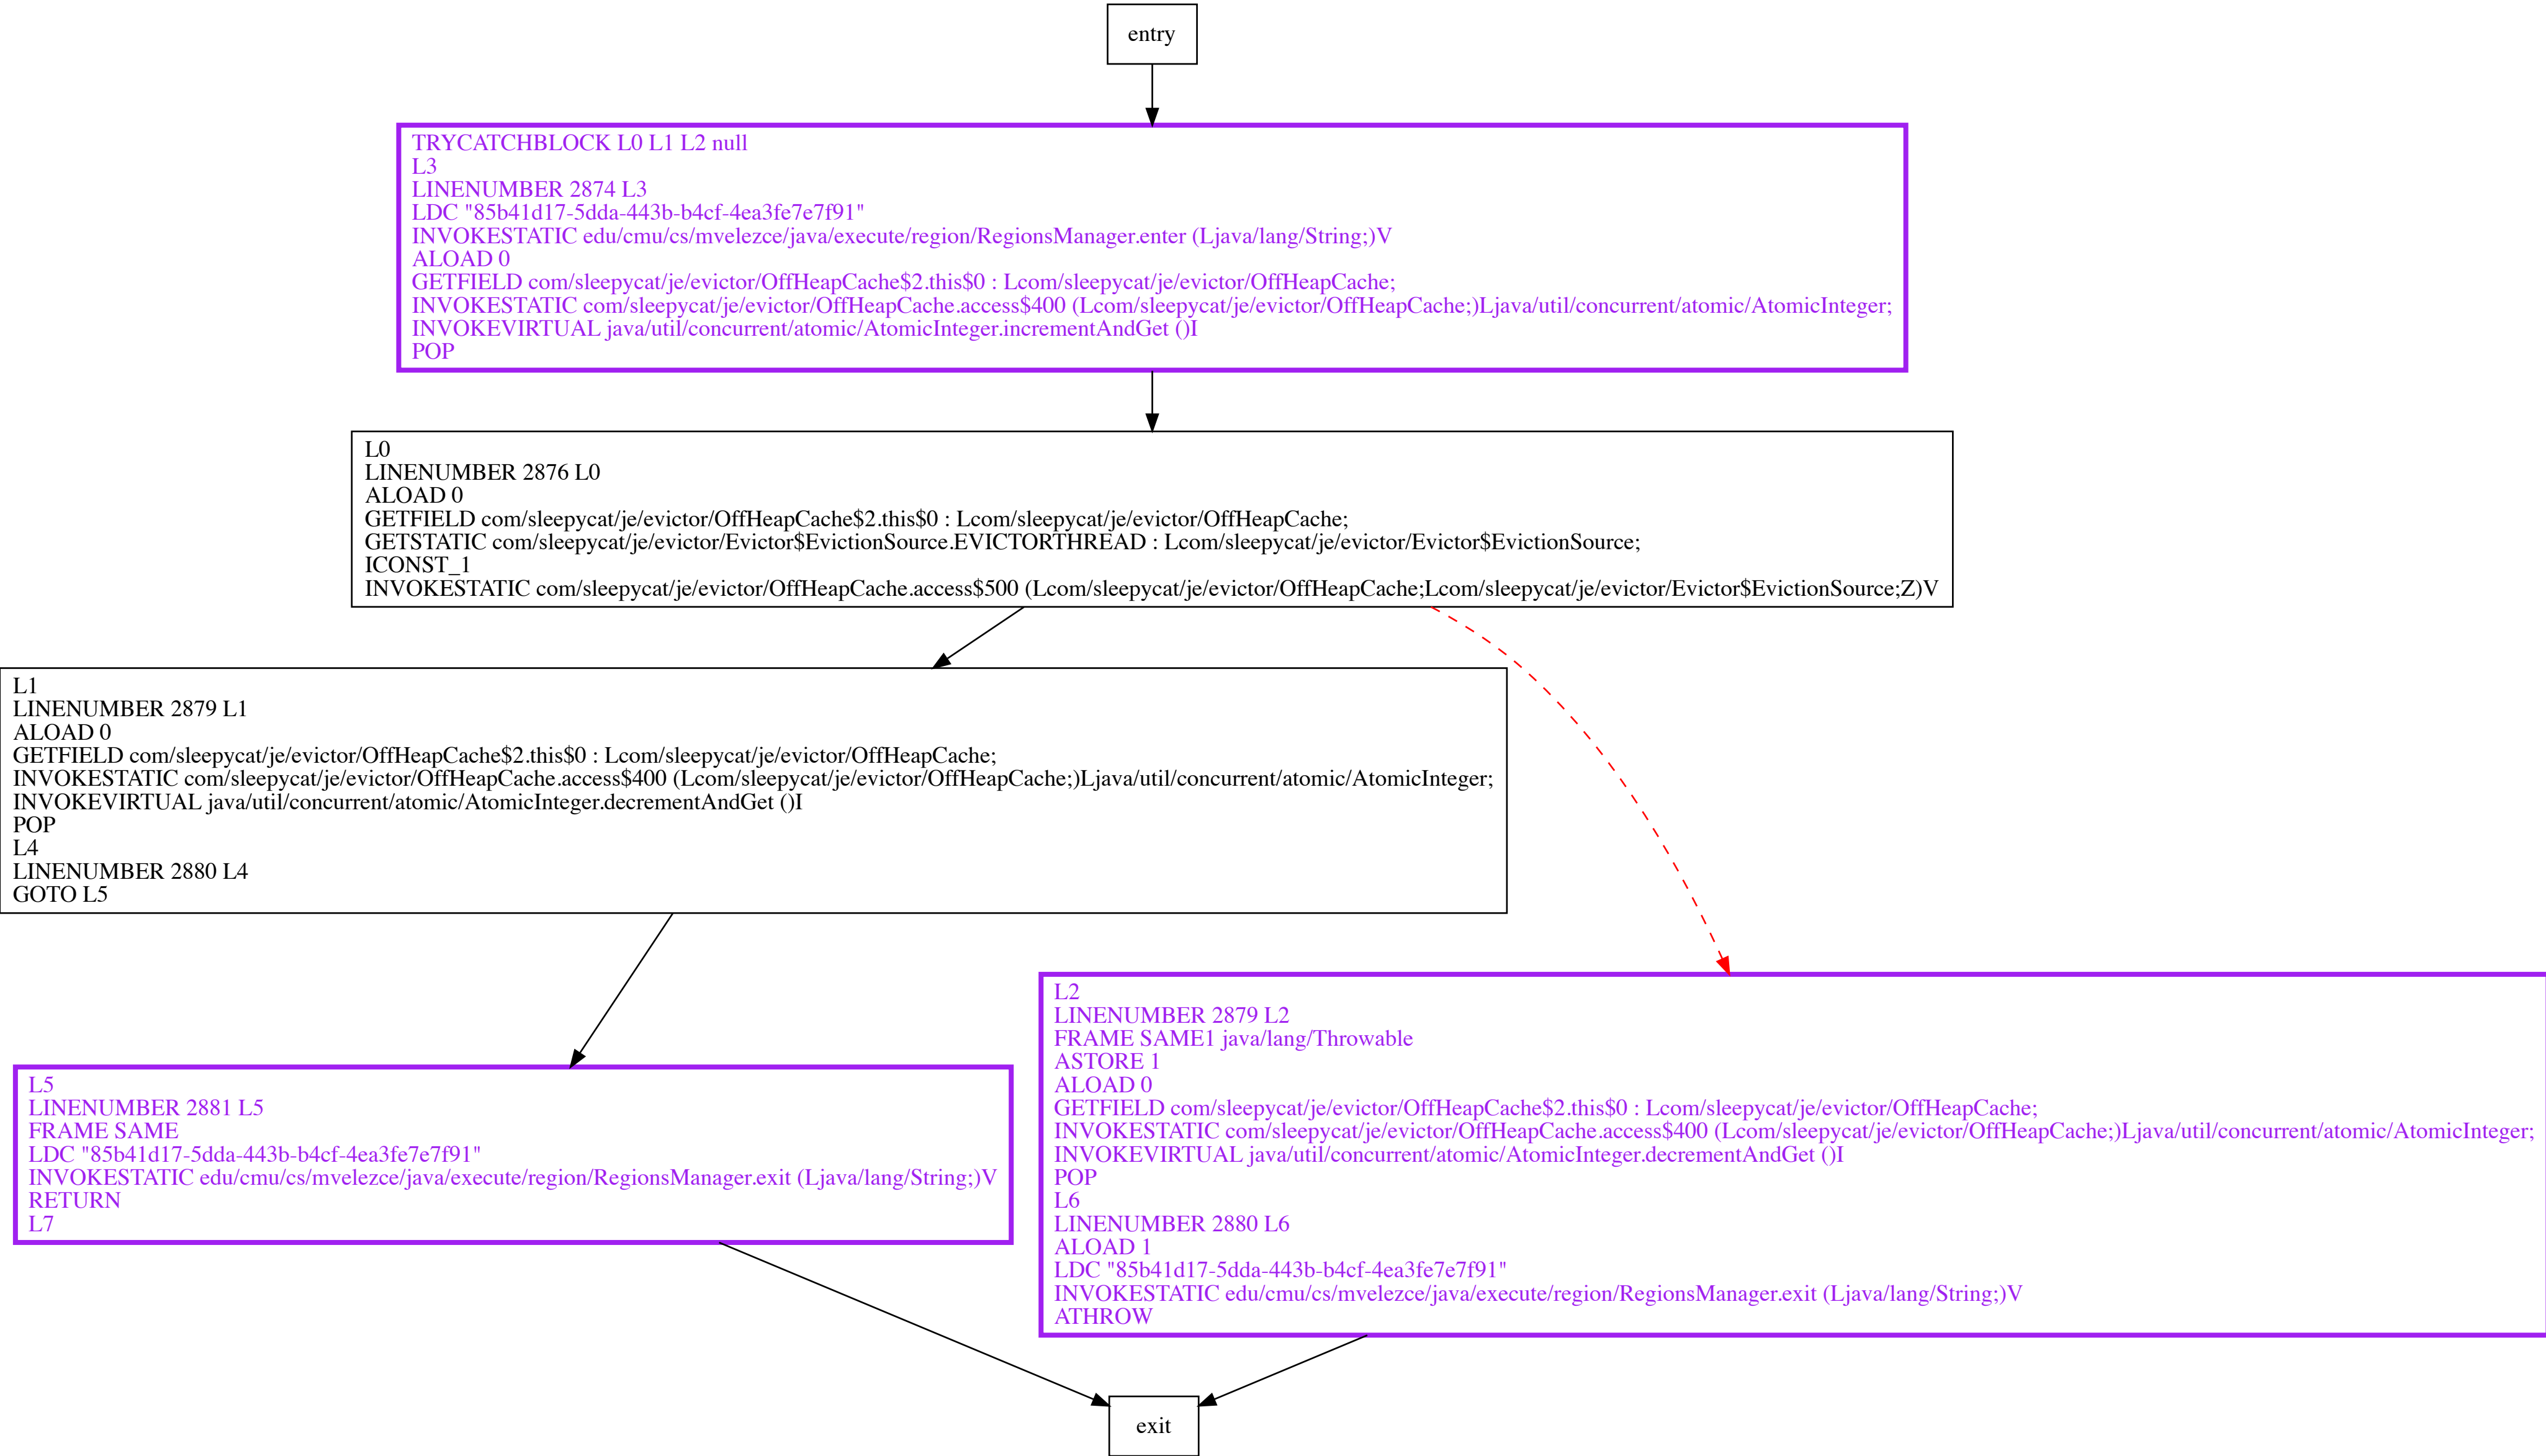 entry
TRYCATCHBLOCK L0 L1 L2 null
L3
LINENUMBER 2874 L3
LDC "85b41d17-5dda-443b-b4cf-4ea3fe7e7f91"
INVOKESTATIC edu/cmu/cs/mvelezce/java/execute/region/RegionsManager.enter (Ljava/lang/String;)V
ALOAD 0
GETFIELD com/sleepycat/je/evictor/OffHeapCache$2.this$0 : Lcom/sleepycat/je/evictor/OffHeapCache;
INVOKESTATIC com/sleepycat/je/evictor/OffHeapCache.access$400 (Lcom/sleepycat/je/evictor/OffHeapCache;)Ljava/util/concurrent/atomic/AtomicInteger;
INVOKEVIRTUAL java/util/concurrent/atomic/AtomicInteger.incrementAndGet ()I
POP
L0
LINENUMBER 2876 L0
ALOAD 0
GETFIELD com/sleepycat/je/evictor/OffHeapCache$2.this$0 : Lcom/sleepycat/je/evictor/OffHeapCache;
GETSTATIC com/sleepycat/je/evictor/Evictor$EvictionSource.EVICTORTHREAD : Lcom/sleepycat/je/evictor/Evictor$EvictionSource;
ICONST_1
INVOKESTATIC com/sleepycat/je/evictor/OffHeapCache.access$500 (Lcom/sleepycat/je/evictor/OffHeapCache;Lcom/sleepycat/je/evictor/Evictor$EvictionSource;Z)V
L1
LINENUMBER 2879 L1
ALOAD 0
GETFIELD com/sleepycat/je/evictor/OffHeapCache$2.this$0 : Lcom/sleepycat/je/evictor/OffHeapCache;
INVOKESTATIC com/sleepycat/je/evictor/OffHeapCache.access$400 (Lcom/sleepycat/je/evictor/OffHeapCache;)Ljava/util/concurrent/atomic/AtomicInteger;
INVOKEVIRTUAL java/util/concurrent/atomic/AtomicInteger.decrementAndGet ()I
POP
L4
LINENUMBER 2880 L4
GOTO L5
L5
LINENUMBER 2881 L5
FRAME SAME
LDC "85b41d17-5dda-443b-b4cf-4ea3fe7e7f91"
INVOKESTATIC edu/cmu/cs/mvelezce/java/execute/region/RegionsManager.exit (Ljava/lang/String;)V
RETURN
L7
L2
LINENUMBER 2879 L2
FRAME SAME1 java/lang/Throwable
ASTORE 1
ALOAD 0
GETFIELD com/sleepycat/je/evictor/OffHeapCache$2.this$0 : Lcom/sleepycat/je/evictor/OffHeapCache;
INVOKESTATIC com/sleepycat/je/evictor/OffHeapCache.access$400 (Lcom/sleepycat/je/evictor/OffHeapCache;)Ljava/util/concurrent/atomic/AtomicInteger;
INVOKEVIRTUAL java/util/concurrent/atomic/AtomicInteger.decrementAndGet ()I
POP
L6
LINENUMBER 2880 L6
ALOAD 1
LDC "85b41d17-5dda-443b-b4cf-4ea3fe7e7f91"
INVOKESTATIC edu/cmu/cs/mvelezce/java/execute/region/RegionsManager.exit (Ljava/lang/String;)V
ATHROW
exit